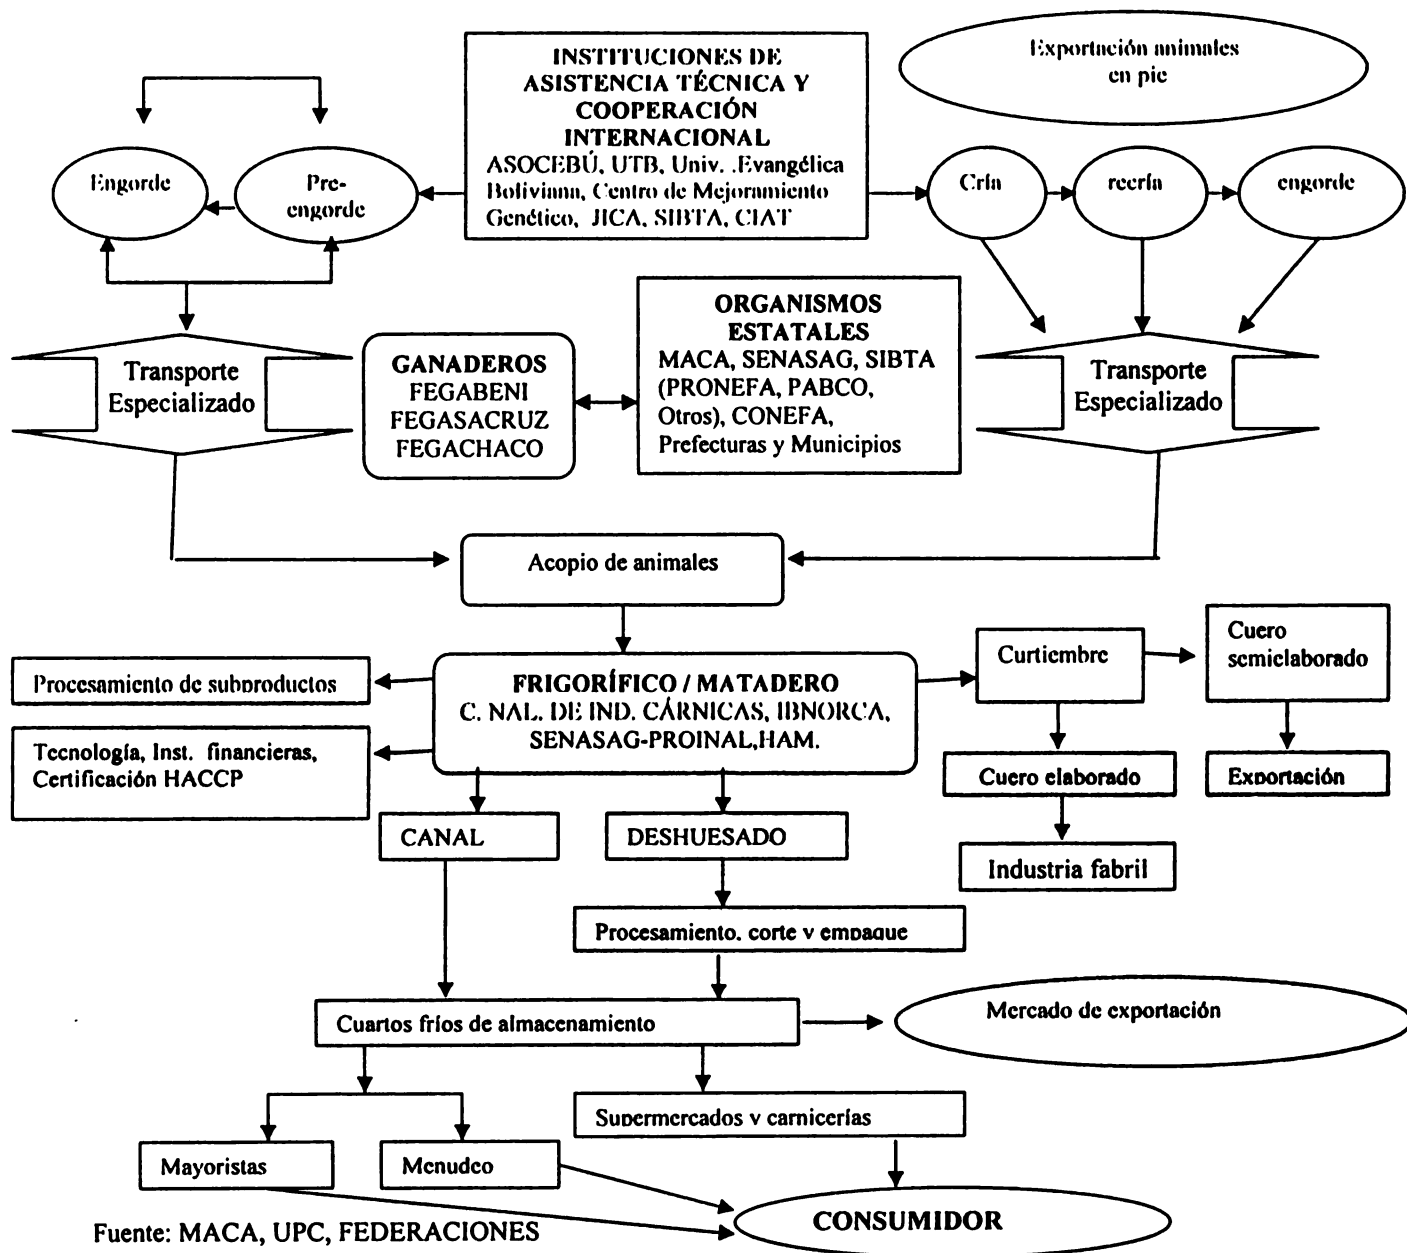 INSTITUCIONES DE
ASISTENCIA TÉCNICA Y
COOPERACIÓN
INTERNACIONAL
ASOCEBÚ, UTB, Univ. .Evangélica
Boliviana, Centro de Mejoramiento
Genético, JICA, SIBTA, CIAT
Exportación animales
en pie
Engorde
Pre-
engorde
Cría
recría
engorde
Transporte
Especializado
GANADEROS
FEGABENI
FEGASACRUZ
FEGACHACO
ORGANISMOS
ESTATALES
MACA, SENASAG, SIBTA
(PRONEFA, PABCO,
Otros), CONEFA,
Prefecturas y Municipios
Transporte
Especializado
Acopio de animales
Procesamiento de subproductos
Tecnología, Inst. financieras,
Certificación HACCP
FRIGORÍFICO / MATADERO
C. NAL. DE IND. CÁRNICAS, IBNORCA,
SENASAG-PROINAL,HAM.
Curtiembre
Cuero
semielaborado
Cuero elaborado
Exportación
Industria fabril
CANAL
DESHUESADO
Procesamiento, corte y empaque
Cuartos fríos de almacenamiento
Mercado de exportación
Supermercados y carnicerías
Mayoristas
Menudeo
CONSUMIDOR
Fuente: MACA, UPC, FEDERACIONES